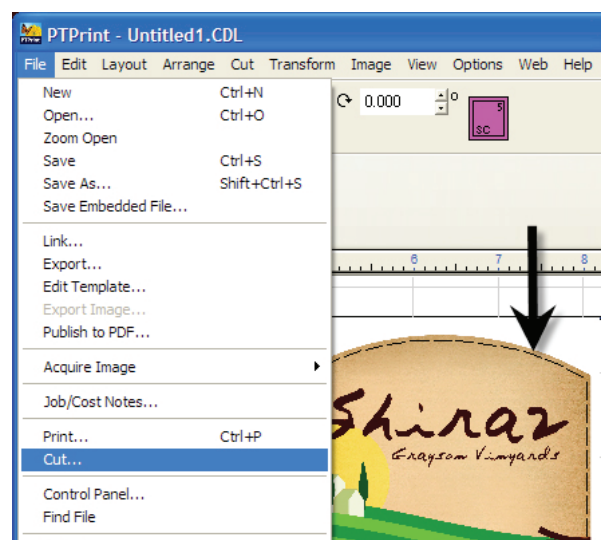 PTPrint - Untitled1.CDL
File Edit Layout Arrange Cut Transform Image View Options Web Help
New Ctrl+N
Open... Ctrl+O
Zoom Open
Save Ctrl+S
Save As... Shift+Ctrl+S
Save Embedded File...
Link...
Export...
Edit Template...
Export Image...
Publish to PDF...
Acquire Image
Job/Cost Notes...
Print... Ctrl+P
Cut...
Control Panel...
Find File
0.000 °
S
SC
6 7 8
Shiraz
Grayson Vinyards